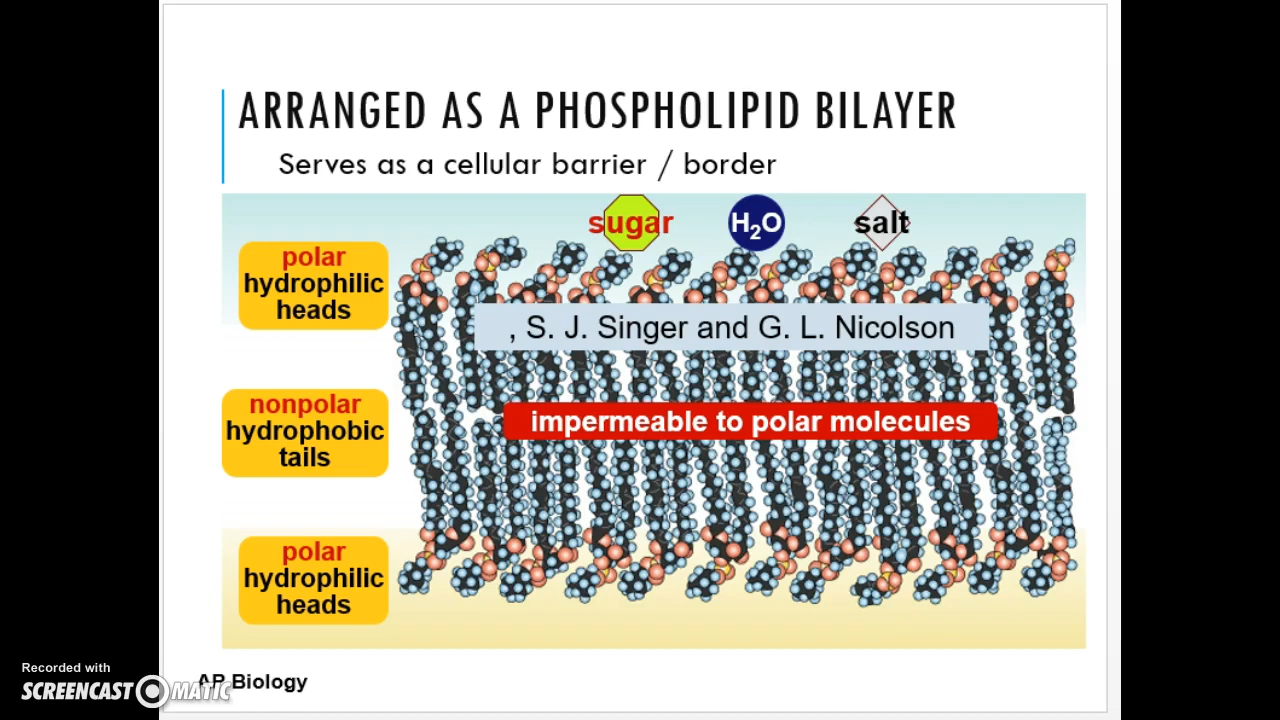 ARRANGED AS A PHOSPHOLIPID BILAYER
Serves as a cellular barrier / border
sugar
H₂O
salt
polar
hydrophilic
heads
, S. J. Singer and G. L. Nicolson
nonpolar
hydrophobic
tails
impermeable to polar molecules
polar
hydrophilic
heads
Recorded with
SCREENCAST MATIC
AP Biology